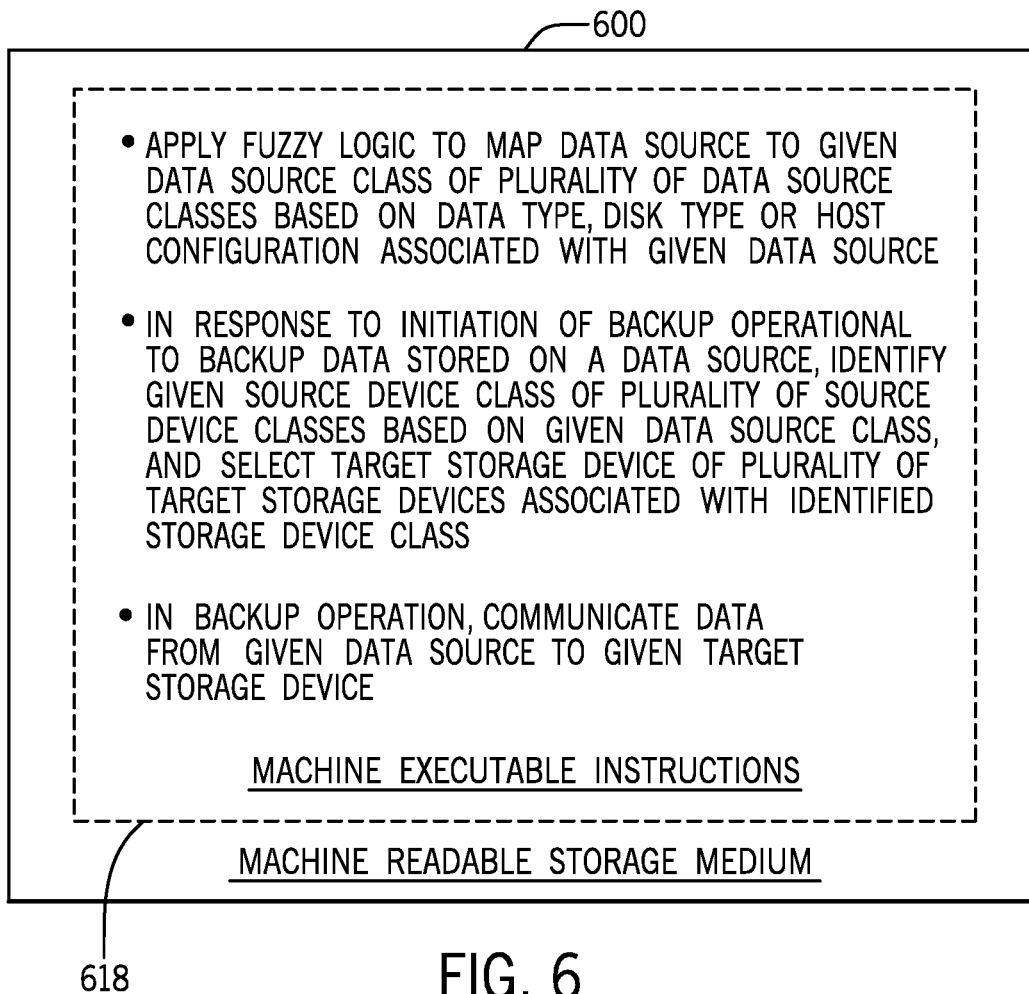 600
• APPLY FUZZY LOGIC TO MAP DATA SOURCE TO GIVEN
DATA SOURCE CLASS OF PLURALITY OF DATA SOURCE
CLASSES BASED ON DATA TYPE, DISK TYPE OR HOST
CONFIGURATION ASSOCIATED WITH GIVEN DATA SOURCE
• IN RESPONSE TO INITIATION OF BACKUP OPERATIONAL
TO BACKUP DATA STORED ON A DATA SOURCE, IDENTIFY
GIVEN SOURCE DEVICE CLASS OF PLURALITY OF SOURCE
DEVICE CLASSES BASED ON GIVEN DATA SOURCE CLASS,
AND SELECT TARGET STORAGE DEVICE OF PLURALITY OF
TARGET STORAGE DEVICES ASSOCIATED WITH IDENTIFIED
STORAGE DEVICE CLASS
• IN BACKUP OPERATION, COMMUNICATE DATA
FROM GIVEN DATA SOURCE TO GIVEN TARGET
STORAGE DEVICE
MACHINE EXECUTABLE INSTRUCTIONS
MACHINE READABLE STORAGE MEDIUM
618
FIG. 6